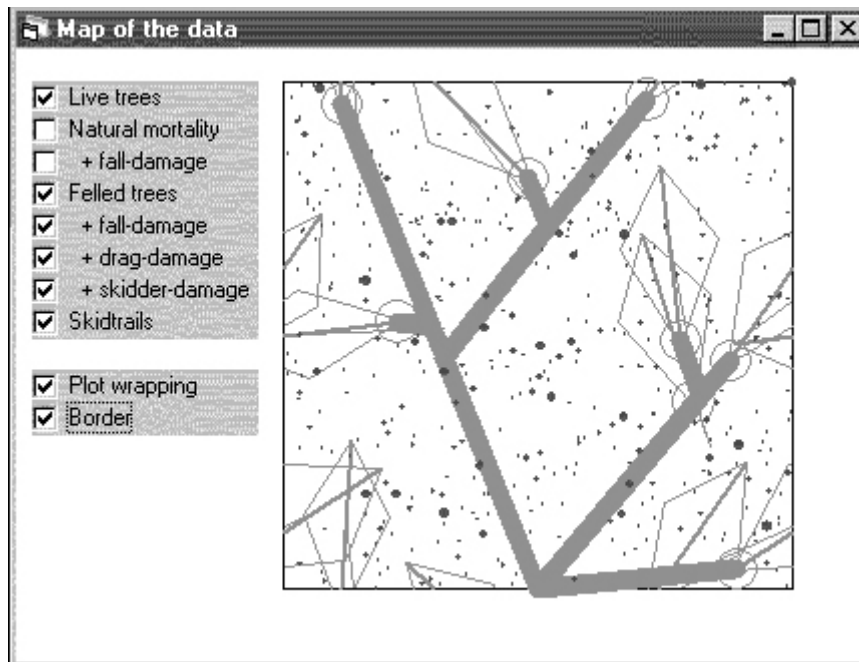 Map of the data
Live trees
Natural mortality
+ fall-damage
Felled trees
+ fall-damage
+ drag-damage
+ skidder-damage
Skidtrails
Plot wrapping
Border